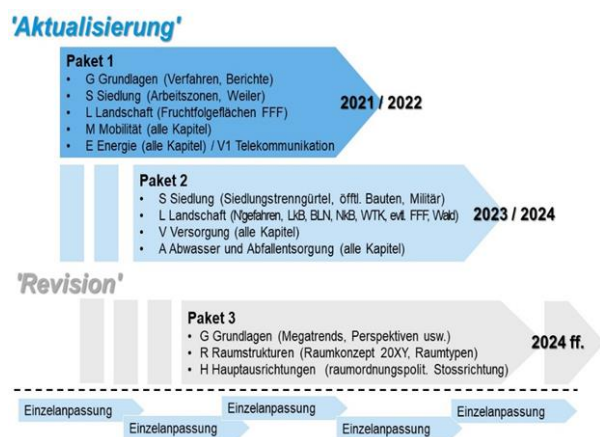 'Aktualisierung'
Paket 1
• G Grundlagen (Verfahren, Berichte)
• S Siedlung (Arbeitszonen, Weiler)
• L Landschaft (Fruchtfolgeflächen FFF)
• M Mobilität (alle Kapitel)
• E Energie (alle Kapitel) / V1 Telekommunikation
2021 / 2022
Paket 2
• S Siedlung (Siedlungstrenngürtel, öfftl. Bauten, Militär)
• L Landschaft (N'gefahren, LkB, BLN, NkB, WTK, evtl. FFF, Wald)
• V Versorgung (alle Kapitel)
• A Abwasser und Abfallentsorgung (alle Kapitel)
2023 / 2024
'Revision'
Paket 3
• G Grundlagen (Megatrends, Perspektiven usw.)
• R Raumstrukturen (Raumkonzept 20XY, Raumtypen)
• H Hauptausrichtungen (raumordnungspolit. Stossrichtung)
2024 ff.
Einzelanpassung
Einzelanpassung
Einzelanpassung
Einzelanpassung
Einzelanpassung